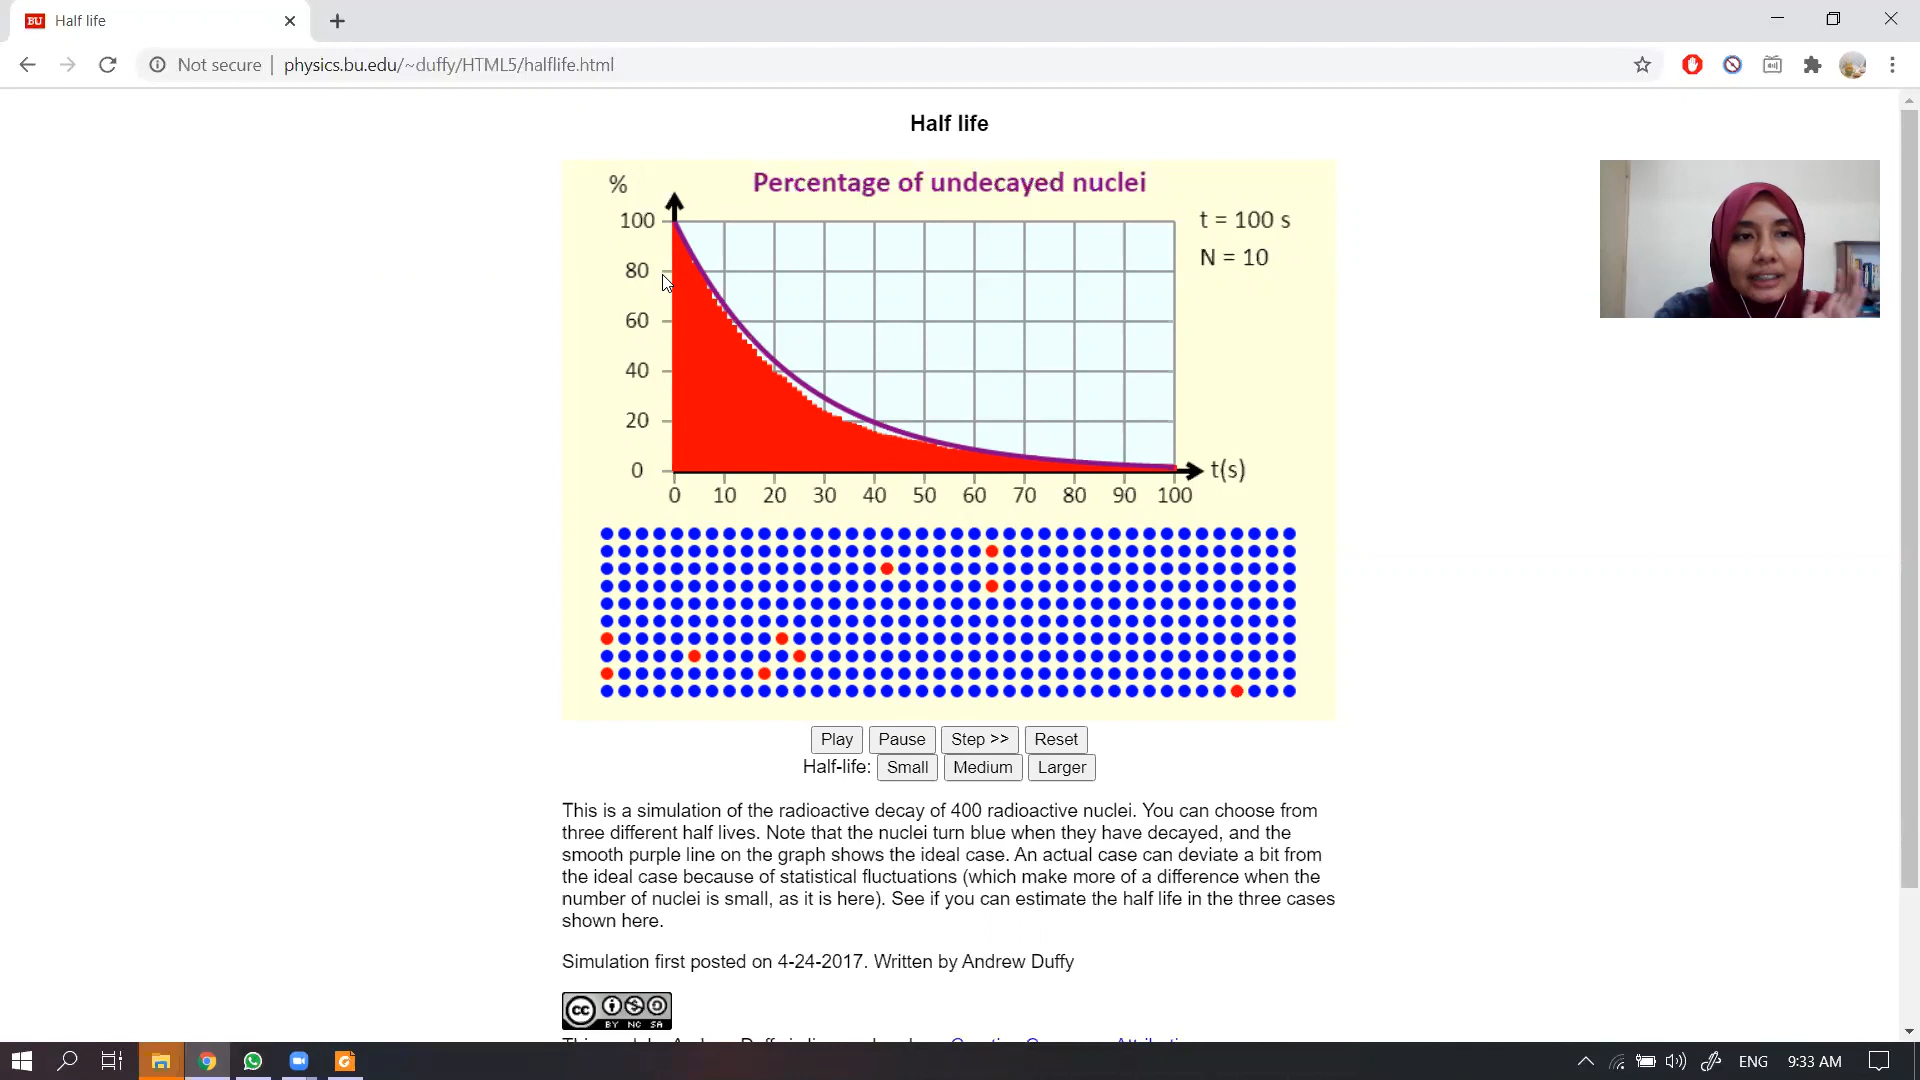 BU Half life
Not secure | physics.bu.edu/~duffy/HTML5/halflife.html
Half life
% Percentage of undecayed nuclei
100
80
60
40
20
0
t = 100 s
N = 10
t(s)
0 10 20 30 40 50 60 70 80 90 100
Play Pause Step >> Reset
Half-life: Small Medium Larger
This is a simulation of the radioactive decay of 400 radioactive nuclei. You can choose from
three different half lives. Note that the nuclei turn blue when they have decayed, and the
smooth purple line on the graph shows the ideal case. An actual case can deviate a bit from
the ideal case because of statistical fluctuations (which make more of a difference when the
number of nuclei is small, as it is here). See if you can estimate the half life in the three cases
shown here.
Simulation first posted on 4-24-2017. Written by Andrew Duffy
cc BY NC SA
ENG 9:33 AM